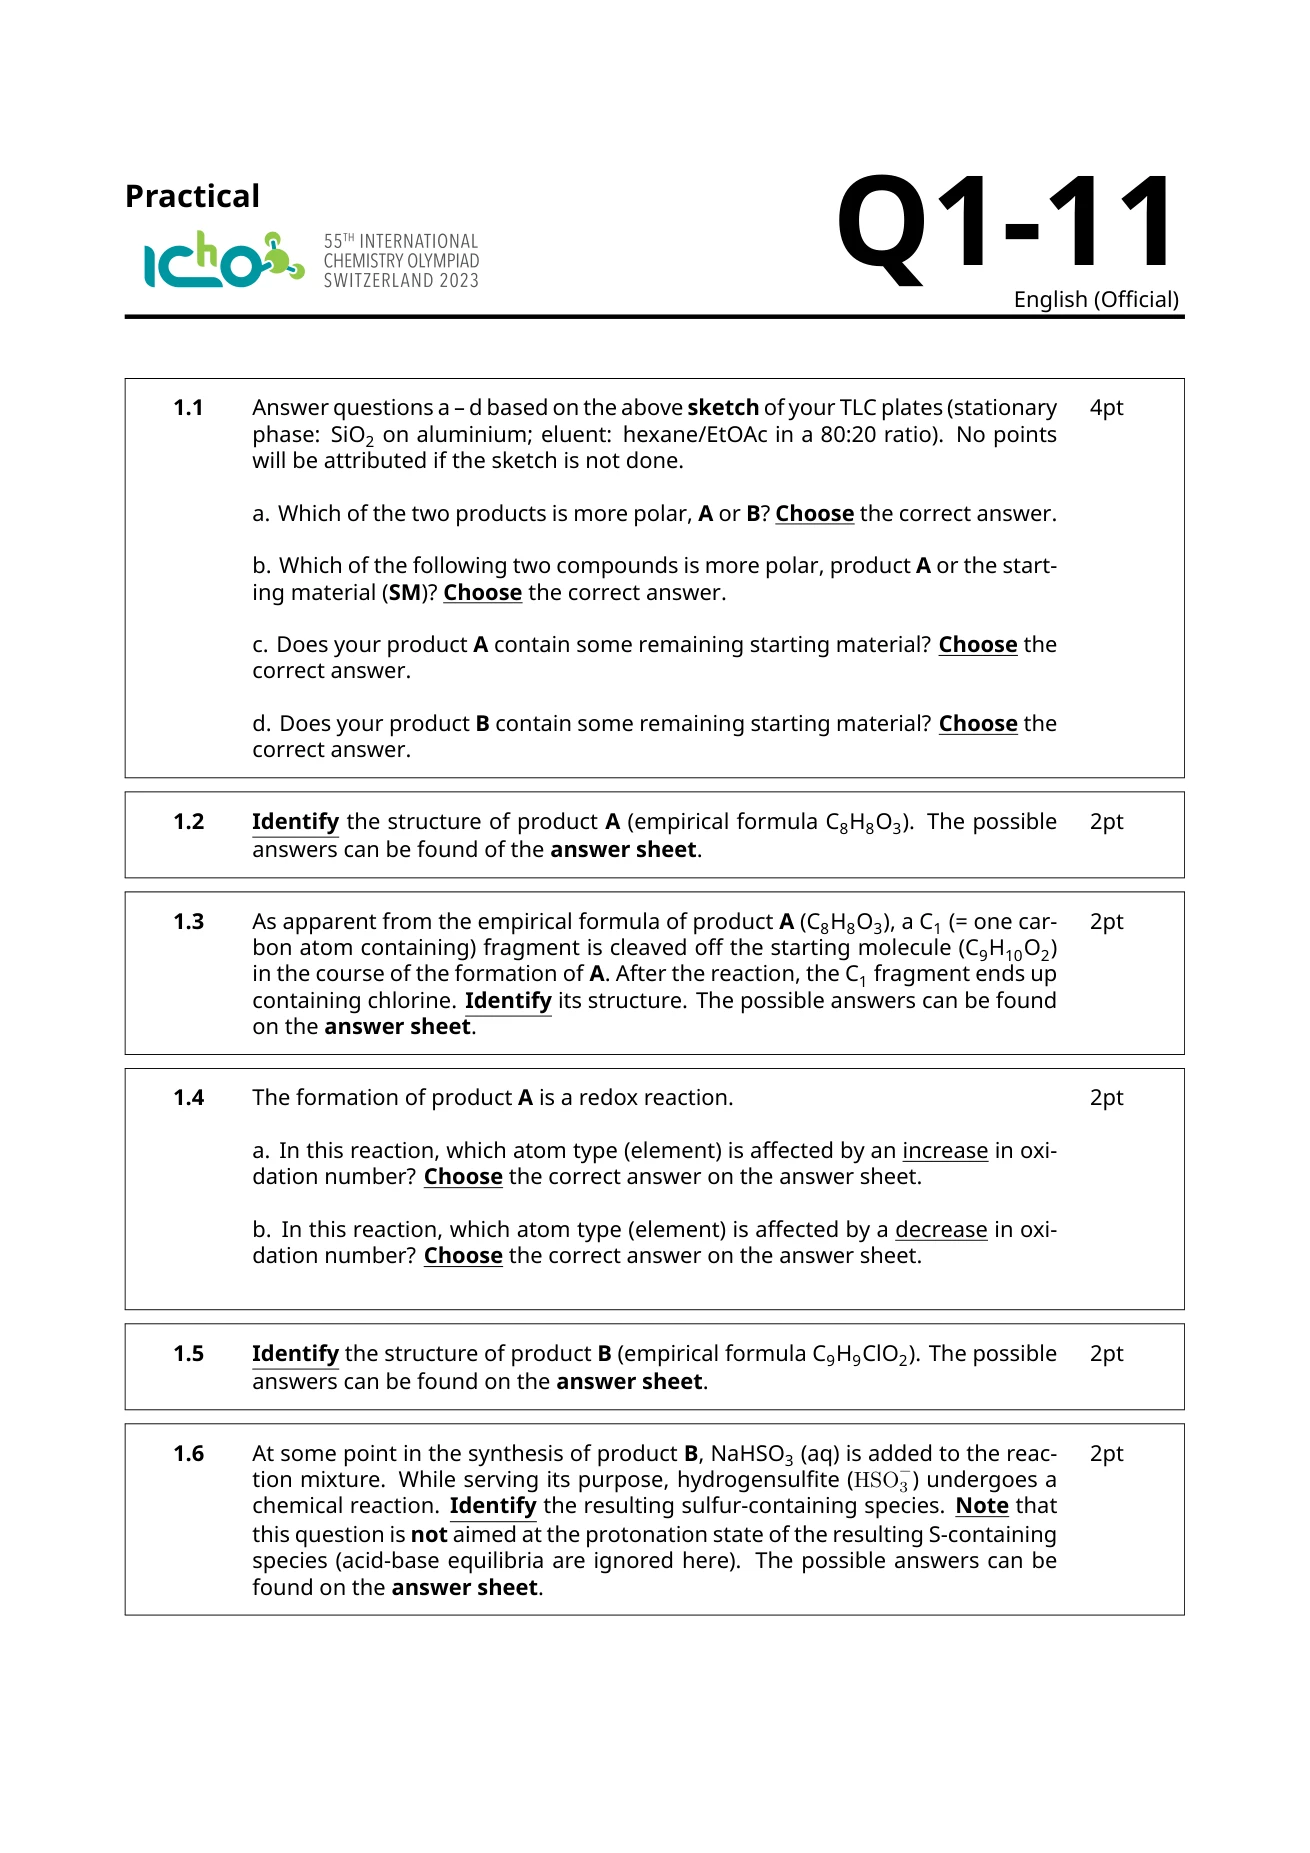 Practical
Q1-11
IChO
55TH INTERNATIONAL
CHEMISTRY OLYMPIAD
SWITZERLAND 2023
English (Official)
1.1 Answer questions a – d based on the above sketch of your TLC plates (stationary 4pt
phase: SiO2 on aluminium; eluent: hexane/EtOAc in a 80:20 ratio). No points
will be attributed if the sketch is not done.
a. Which of the two products is more polar, A or B? Choose the correct answer.
b. Which of the following two compounds is more polar, product A or the start-
ing material (SM)? Choose the correct answer.
c. Does your product A contain some remaining starting material? Choose the
correct answer.
d. Does your product B contain some remaining starting material? Choose the
correct answer.
1.2 Identify the structure of product A (empirical formula C8H8O3). The possible 2pt
answers can be found of the answer sheet.
1.3 As apparent from the empirical formula of product A (C8H8O3), a C1 (= one car- 2pt
bon atom containing) fragment is cleaved off the starting molecule (C9H10O2)
in the course of the formation of A. After the reaction, the C1 fragment ends up
containing chlorine. Identify its structure. The possible answers can be found
on the answer sheet.
1.4 The formation of product A is a redox reaction. 2pt
a. In this reaction, which atom type (element) is affected by an increase in oxi-
dation number? Choose the correct answer on the answer sheet.
b. In this reaction, which atom type (element) is affected by a decrease in oxi-
dation number? Choose the correct answer on the answer sheet.
1.5 Identify the structure of product B (empirical formula C9H9ClO2). The possible 2pt
answers can be found on the answer sheet.
1.6 At some point in the synthesis of product B, NaHSO3 (aq) is added to the reac- 2pt
tion mixture. While serving its purpose, hydrogensulfite (HSO3−) undergoes a
chemical reaction. Identify the resulting sulfur-containing species. Note that
this question is not aimed at the protonation state of the resulting S-containing
species (acid-base equilibria are ignored here). The possible answers can be
found on the answer sheet.